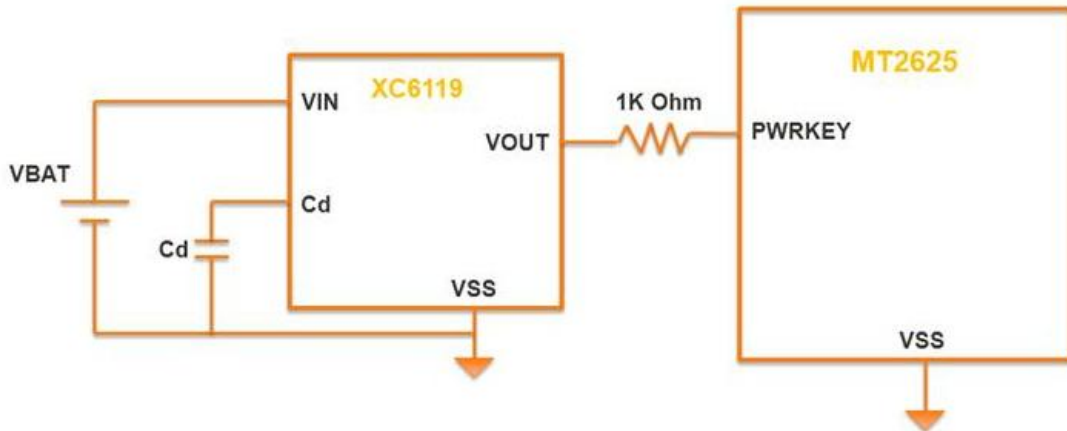 XC6119
MT2625
VIN
1K Ohm
VOUT
PWRKEY
VBAT
Cd
Cd
VSS
VSS